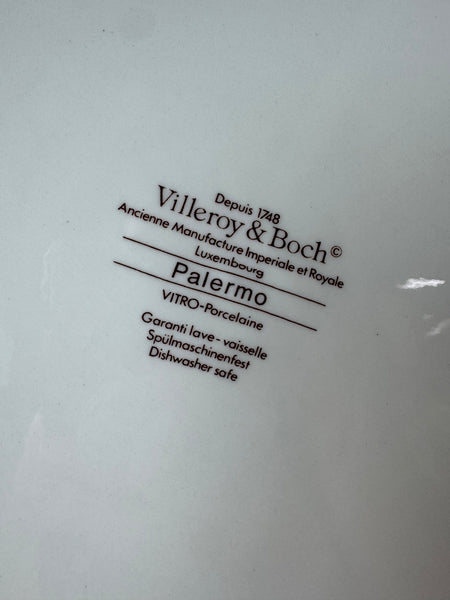 Depuis 1748
Villeroy & Boch©
Ancienne Manufacture Imperiale et Royale
Luxembourg
Palermo
VITRO-Porcelaine
Garanti lave-vaisselle
Spülmaschinenfest
Dishwasher safe